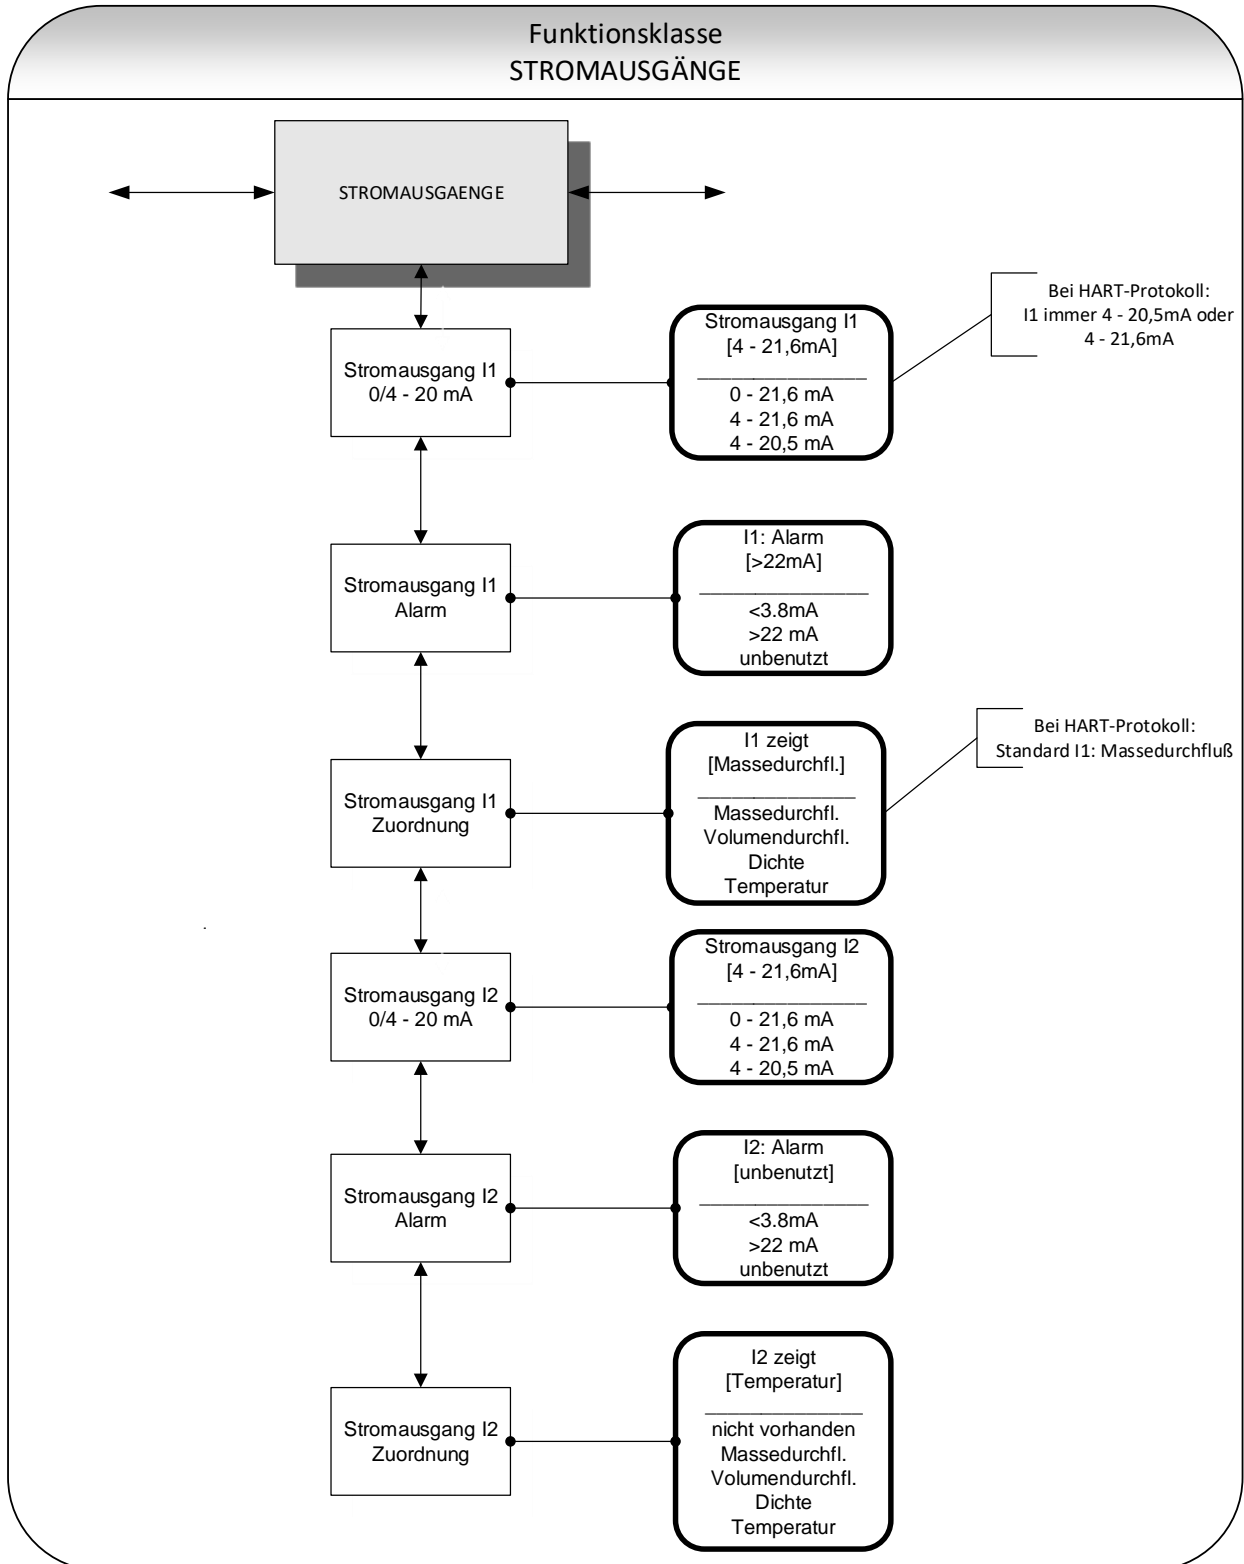 Funktionsklasse
STROMAUSGÄNGE
STROMAUSGAENGE
Bei HART-Protokoll:
I1 immer 4 - 20,5mA oder
4 - 21,6mA
Stromausgang I1
0/4 - 20 mA
Stromausgang I1
[4 - 21,6mA]
0 - 21,6 mA
4 - 21,6 mA
4 - 20,5 mA
Stromausgang I1
Alarm
I1: Alarm
[>22mA]
<3.8mA
>22 mA
unbenutzt
Stromausgang I1
Zuordnung
I1 zeigt
[Massedurchfl.]
Massedurchfl.
Volumendurchfl.
Dichte
Temperatur
Bei HART-Protokoll:
Standard I1: Massedurchfluß
Stromausgang I2
0/4 - 20 mA
Stromausgang I2
[4 - 21,6mA]
0 - 21,6 mA
4 - 21,6 mA
4 - 20,5 mA
Stromausgang I2
Alarm
I2: Alarm
[unbenutzt]
<3.8mA
>22 mA
unbenutzt
Stromausgang I2
Zuordnung
I2 zeigt
[Temperatur]
nicht vorhanden
Massedurchfl.
Volumendurchfl.
Dichte
Temperatur